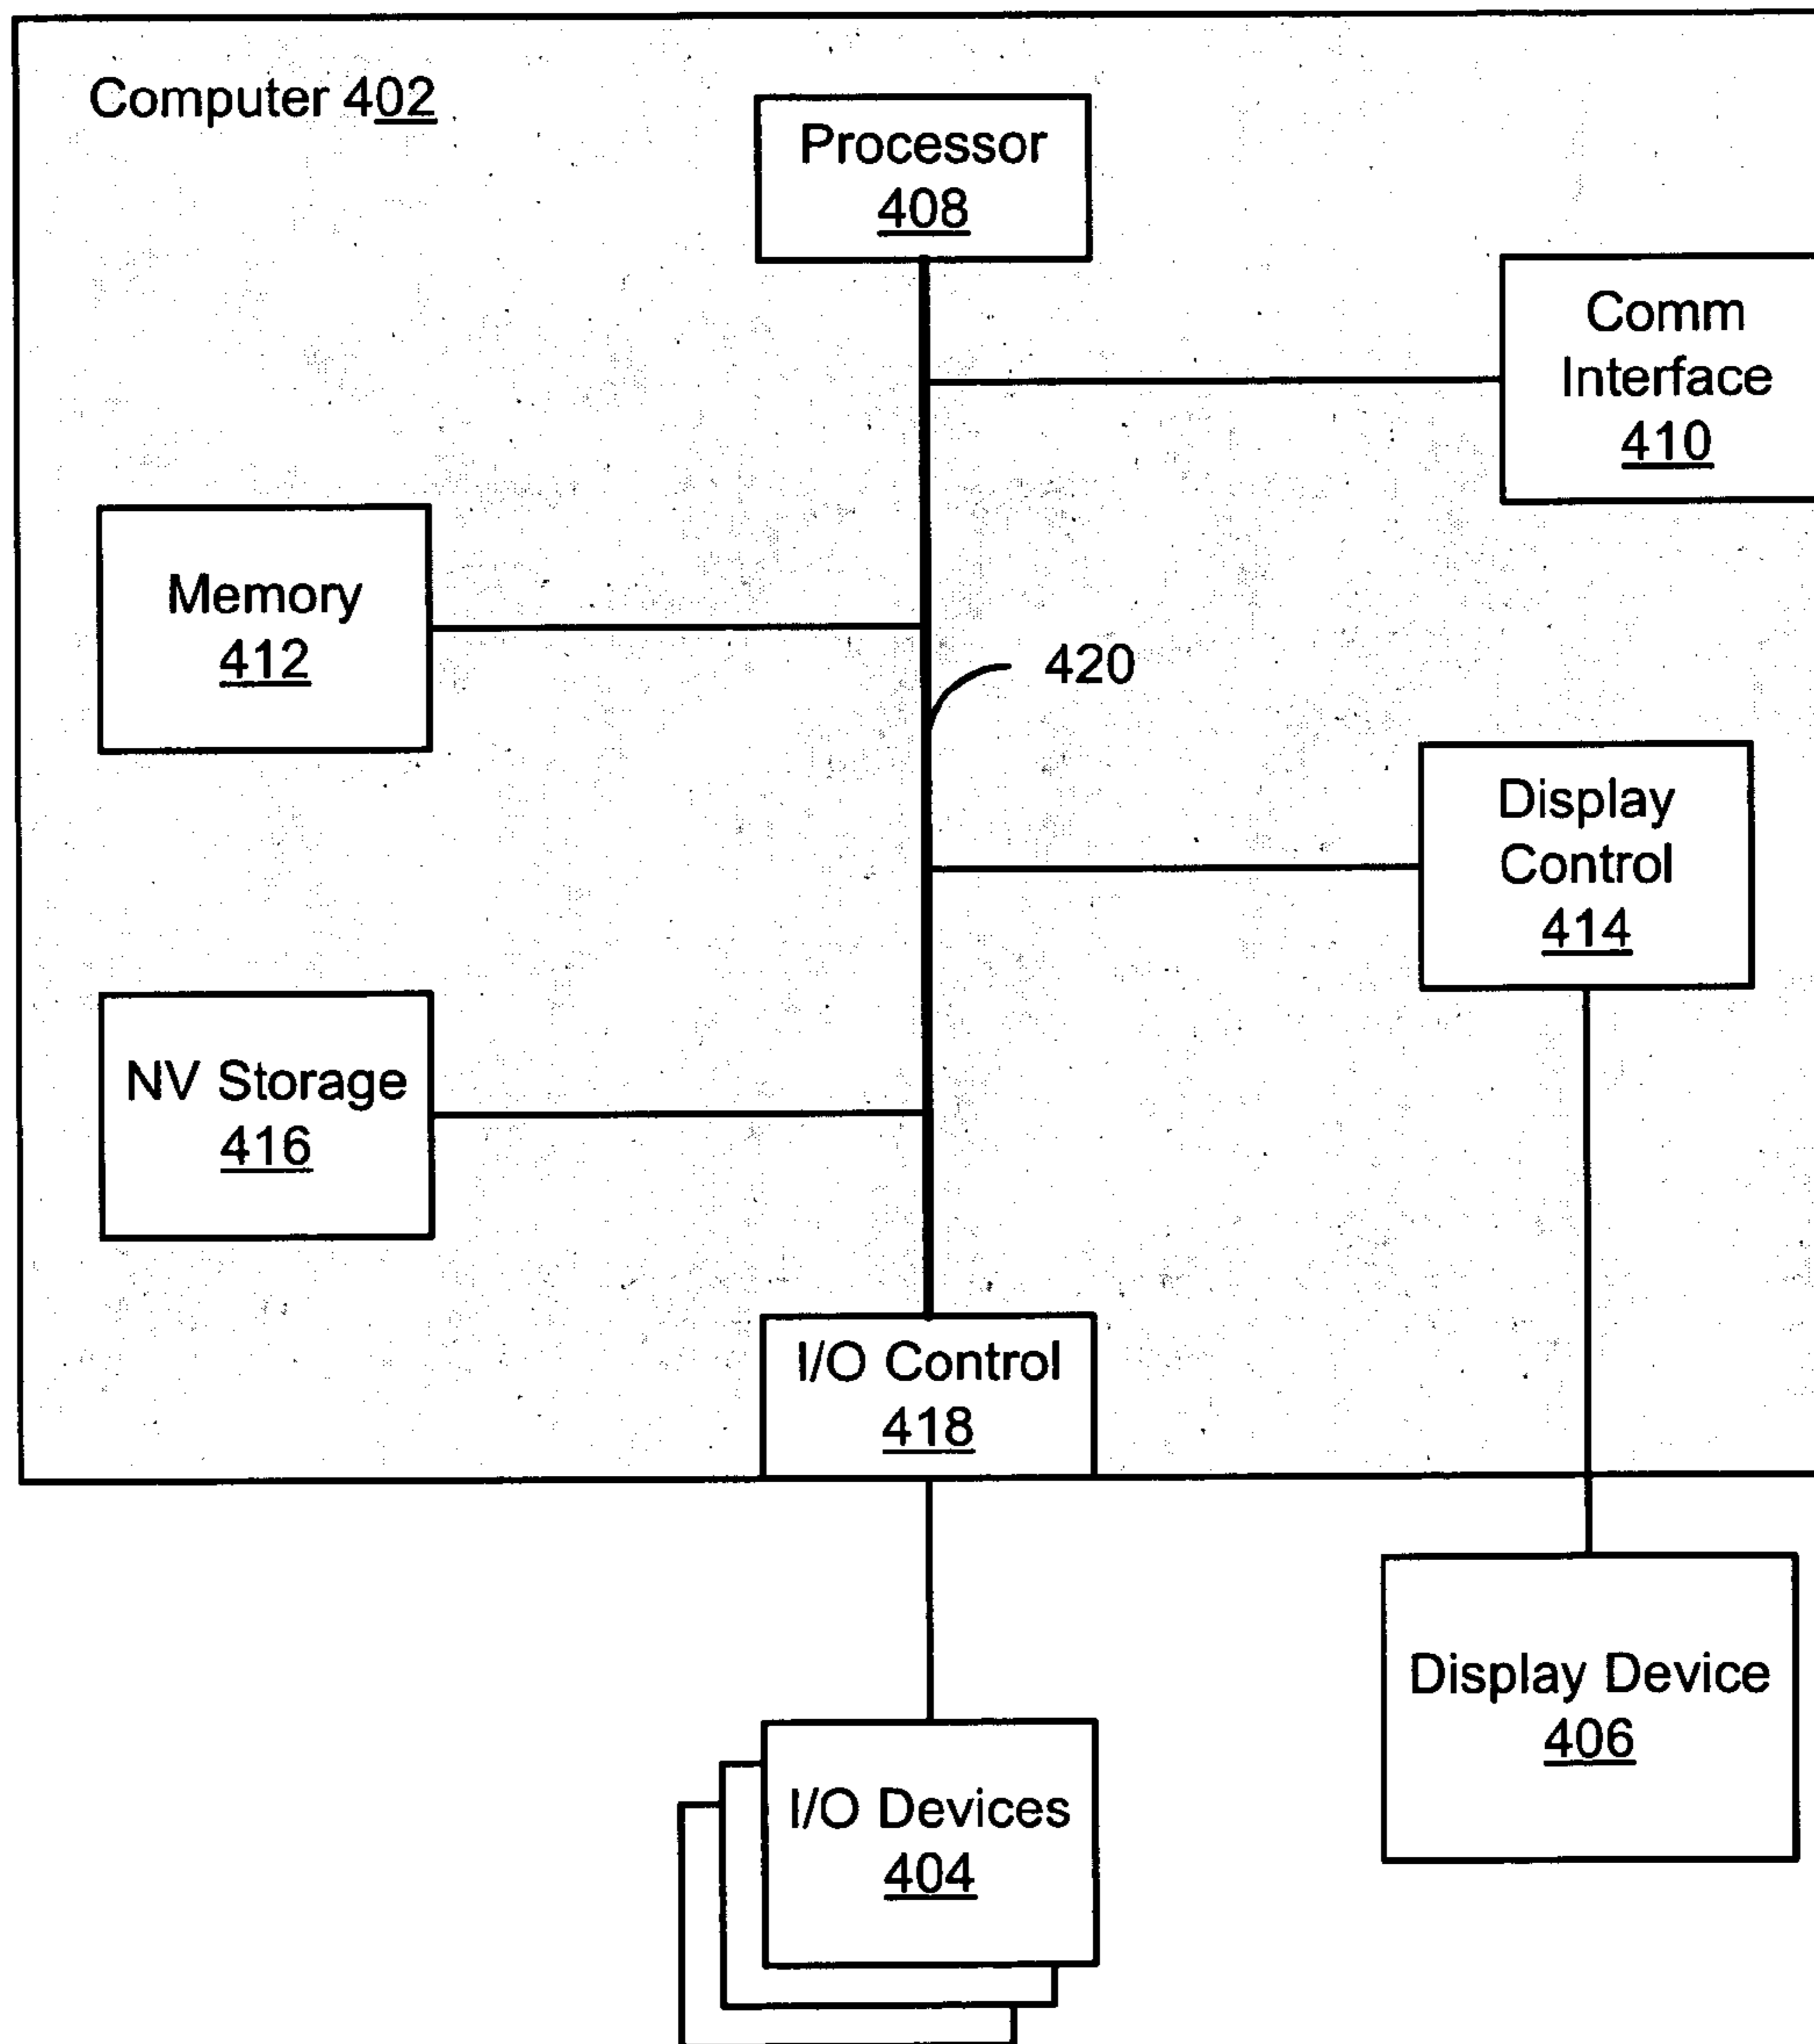 Computer 402
Processor
408
Comm
Interface
410
Memory
412
420
Display
Control
414
NV Storage
416
I/O Control
418
Display Device
406
I/O Devices
404